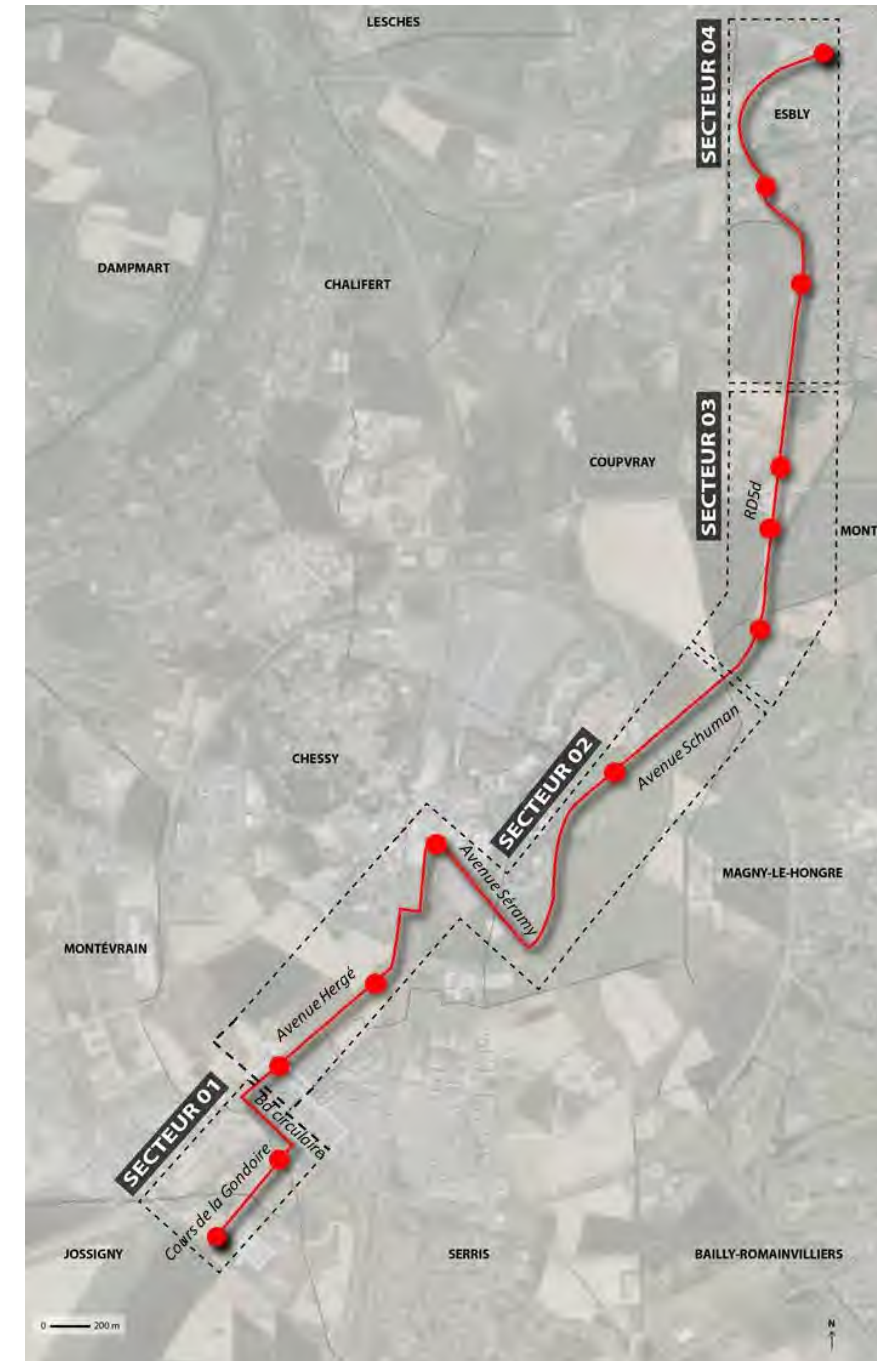 LESCHES
SECTEUR 04
ESBLY
DAMPMART
CHALIFERT
SECTEUR 03
COUPVRAY
RD5d
MONT
SECTEUR 02
Avenue Schuman
CHESSY
Avenue Séramy
MAGNY-LE-HONGRE
MONTÉVRAIN
Avenue Hergé
SECTEUR 01
Bd circulaire
Cours de la Gondoire
JOSSIGNY
SERRIS
BAILLY-ROMAINVILLIERS
0 200 m
N